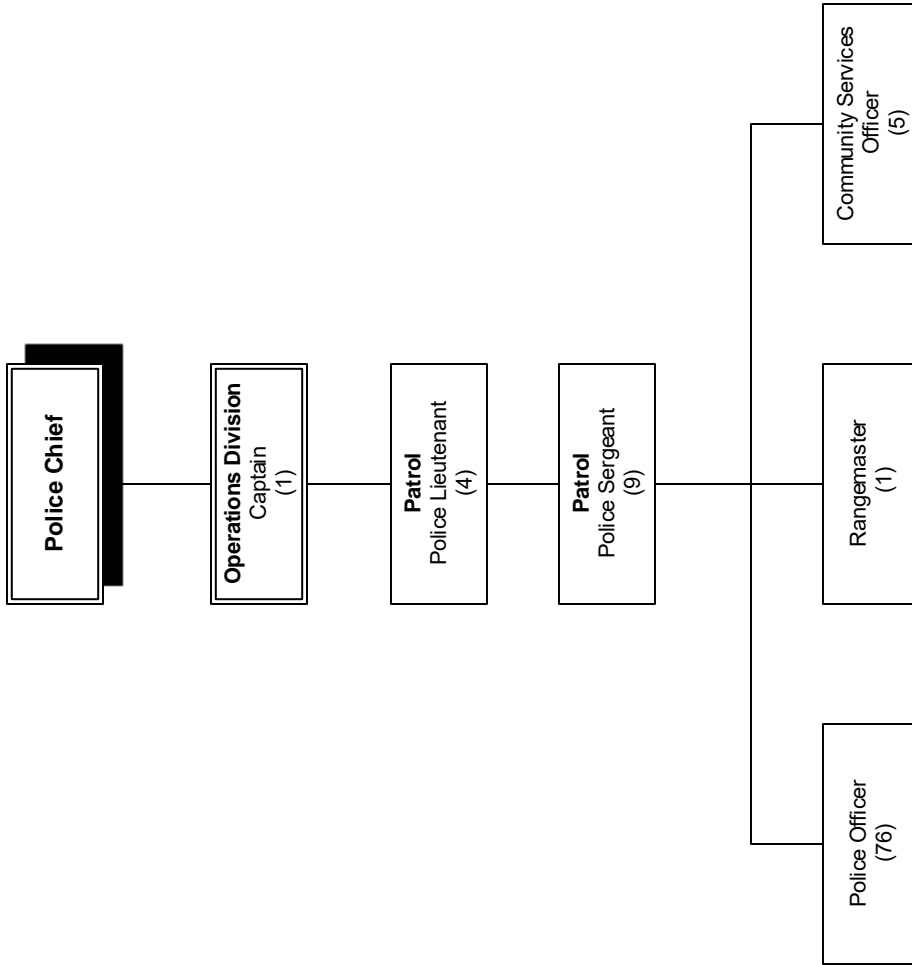 Police Chief
Operations Division
Captain
(1)
Patrol
Police Lieutenant
(4)
Patrol
Police Sergeant
(9)
Police Officer
(76)
Rangemaster
(1)
Community Services
Officer
(5)